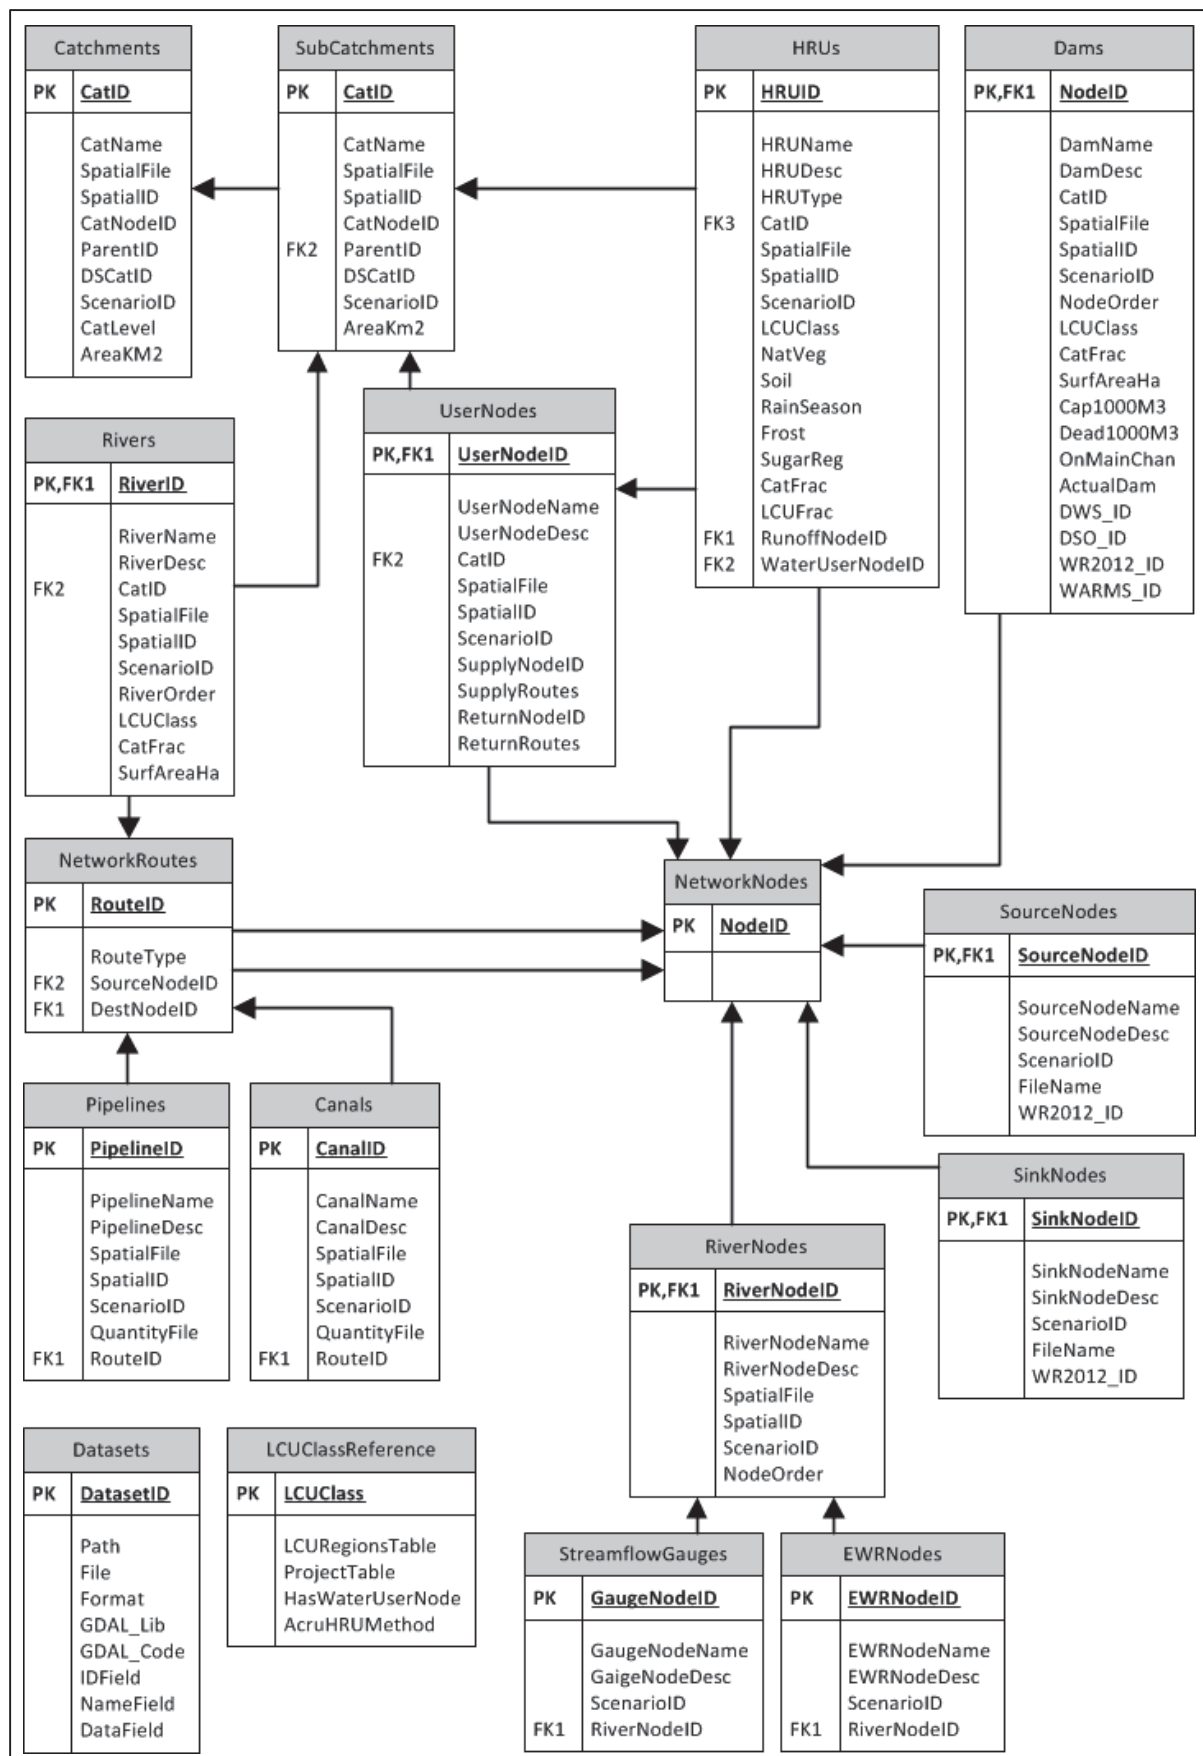 Catchments
PK CatID
CatName
SpatialFile
SpatialID
CatNodeID
ParentID
DSCatID
ScenarioID
CatLevel
AreaKM2
SubCatchments
PK CatID
CatName
SpatialFile
SpatialID
CatNodeID
FK2 ParentID
DSCatID
ScenarioID
AreaKm2
HRUs
PK HRUID
HRUName
HRUDesc
HRUType
FK3 CatID
SpatialFile
SpatialID
ScenarioID
LCUClass
NatVeg
Soil
RainSeason
Frost
SugarReg
CatFrac
LCUFrac
FK1 RunoffNodeID
FK2 WaterUserNodeID
Dams
PK,FK1 NodeID
DamName
DamDesc
CatID
SpatialFile
SpatialID
ScenarioID
NodeOrder
LCUClass
CatFrac
SurfAreaHa
Cap1000M3
Dead1000M3
OnMainChan
ActualDam
DWS_ID
DSO_ID
WR2012_ID
WARMS_ID
Rivers
PK,FK1 RiverID
RiverName
RiverDesc
FK2 CatID
SpatialFile
SpatialID
ScenarioID
RiverOrder
LCUClass
CatFrac
SurfAreaHa
UserNodes
PK,FK1 UserNodeID
UserNodeName
UserNodeDesc
FK2 CatID
SpatialFile
SpatialID
ScenarioID
SupplyNodeID
SupplyRoutes
ReturnNodeID
ReturnRoutes
NetworkRoutes
PK RouteID
RouteType
FK2 SourceNodeID
FK1 DestNodeID
NetworkNodes
PK NodeID
SourceNodes
PK,FK1 SourceNodeID
SourceNodeName
SourceNodeDesc
ScenarioID
FileName
WR2012_ID
Pipelines
PK PipelineID
PipelineName
PipelineDesc
SpatialFile
SpatialID
ScenarioID
QuantityFile
FK1 RouteID
Canals
PK CanalID
CanalName
CanalDesc
SpatialFile
SpatialID
ScenarioID
QuantityFile
FK1 RouteID
SinkNodes
PK,FK1 SinkNodeID
SinkNodeName
SinkNodeDesc
ScenarioID
FileName
WR2012_ID
RiverNodes
PK,FK1 RiverNodeID
RiverNodeName
RiverNodeDesc
SpatialFile
SpatialID
ScenarioID
NodeOrder
Datasets
PK DatasetID
Path
File
Format
GDAL_Lib
GDAL_Code
IDField
NameField
DataField
LCUClassReference
PK LCUClass
LCURegionsTable
ProjectTable
HasWaterUserNode
AcruHRUMethod
StreamflowGauges
PK GaugeNodeID
GaugeNodeName
GaigeNodeDesc
ScenarioID
FK1 RiverNodeID
EWRNodes
PK EWRNodeID
EWRNodeName
EWRNodeDesc
ScenarioID
FK1 RiverNodeID